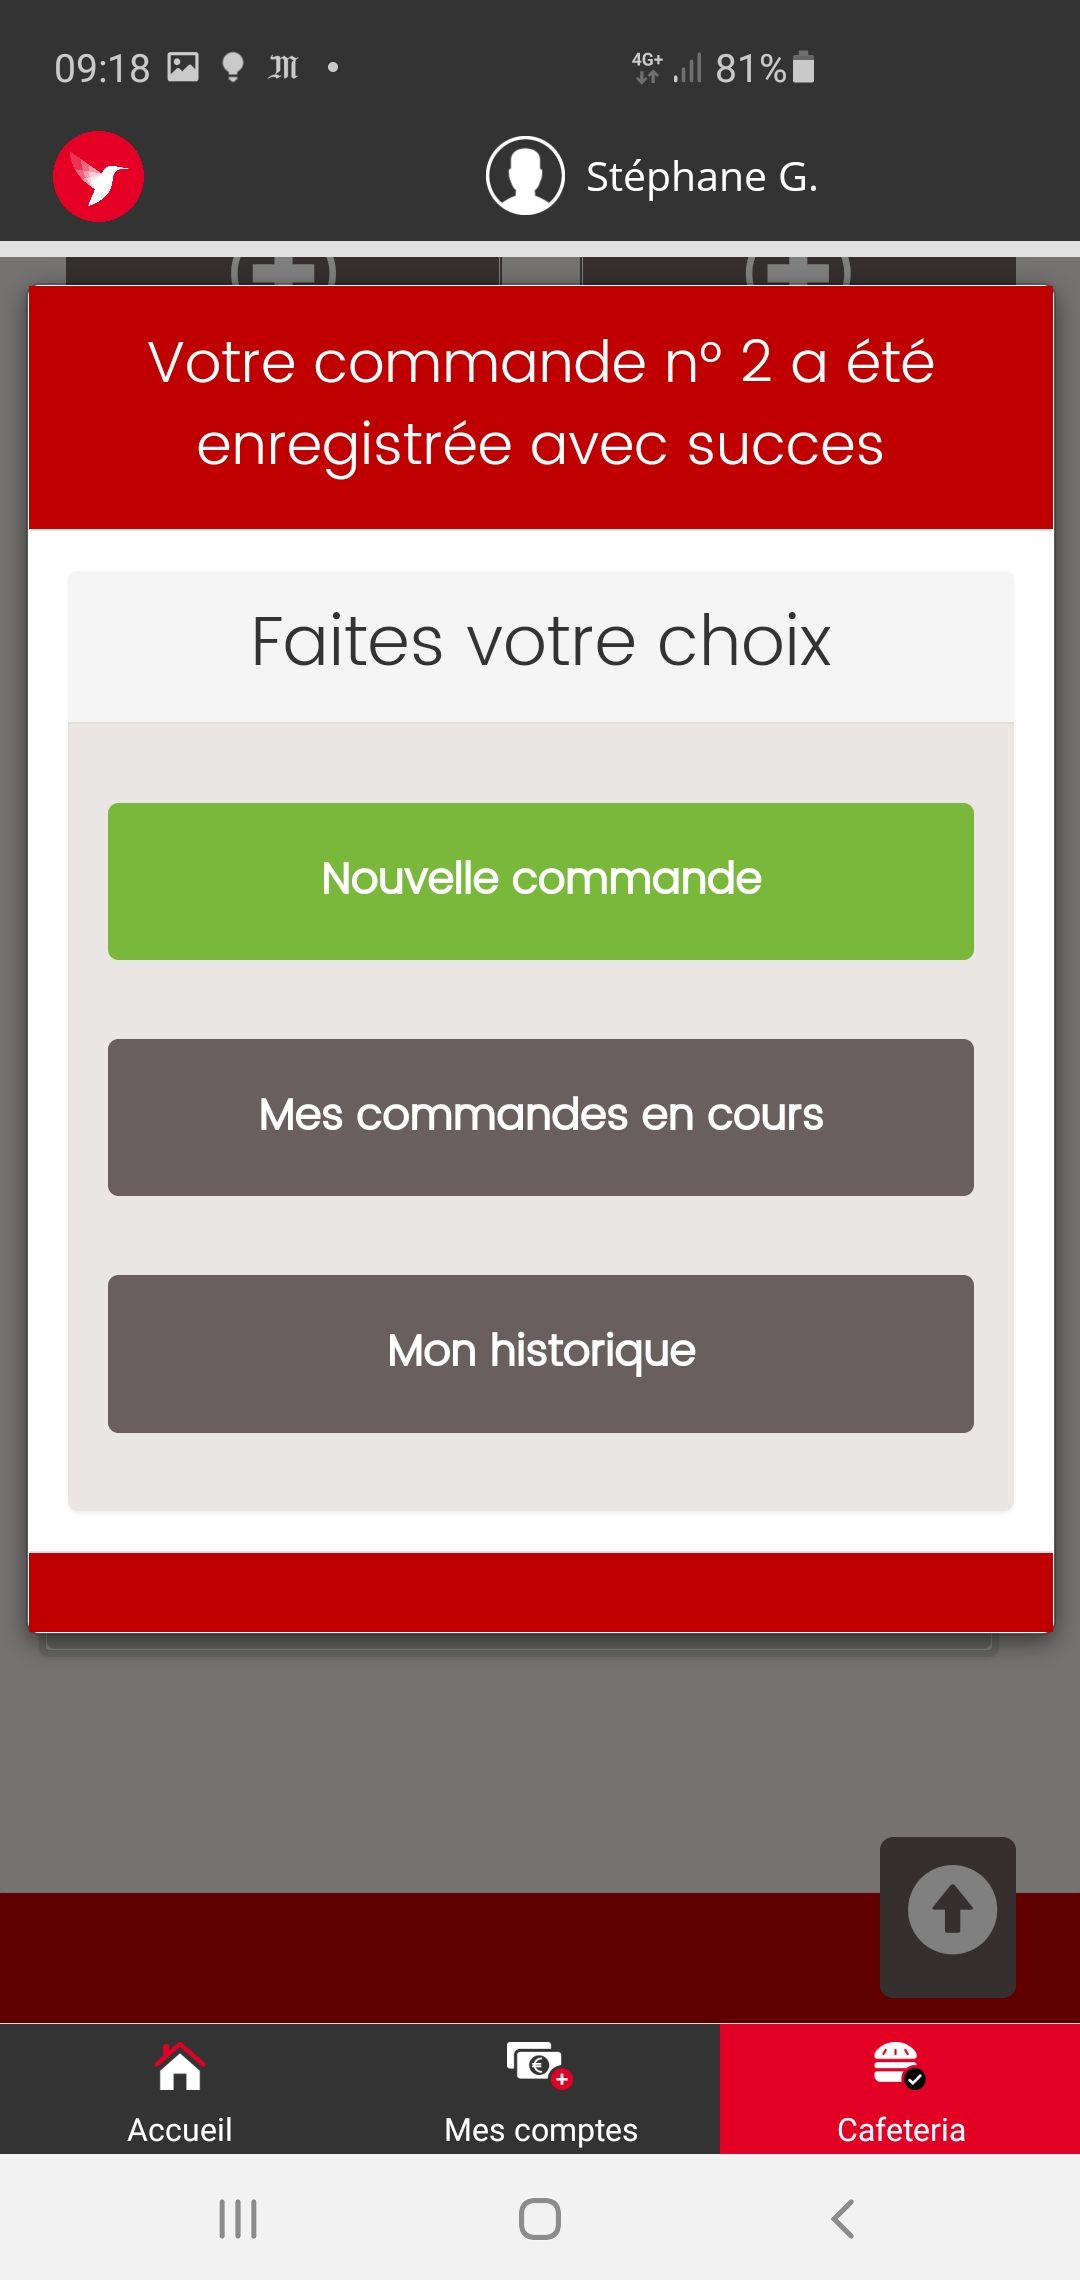 09:18 𝔐 4G+ 81%
Stéphane G.
Votre commande n° 2 a été
enregistrée avec succes
Faites votre choix
Nouvelle commande
Mes commandes en cours
Mon historique
Accueil Mes comptes Cafeteria